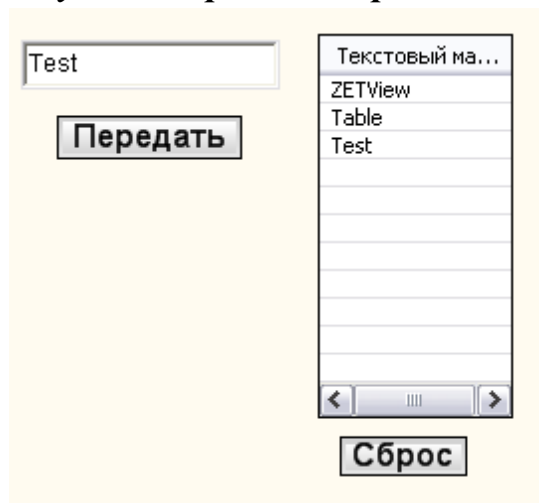 Test
Передать
Текстовый ма...
ZETView
Table
Test
Сброс